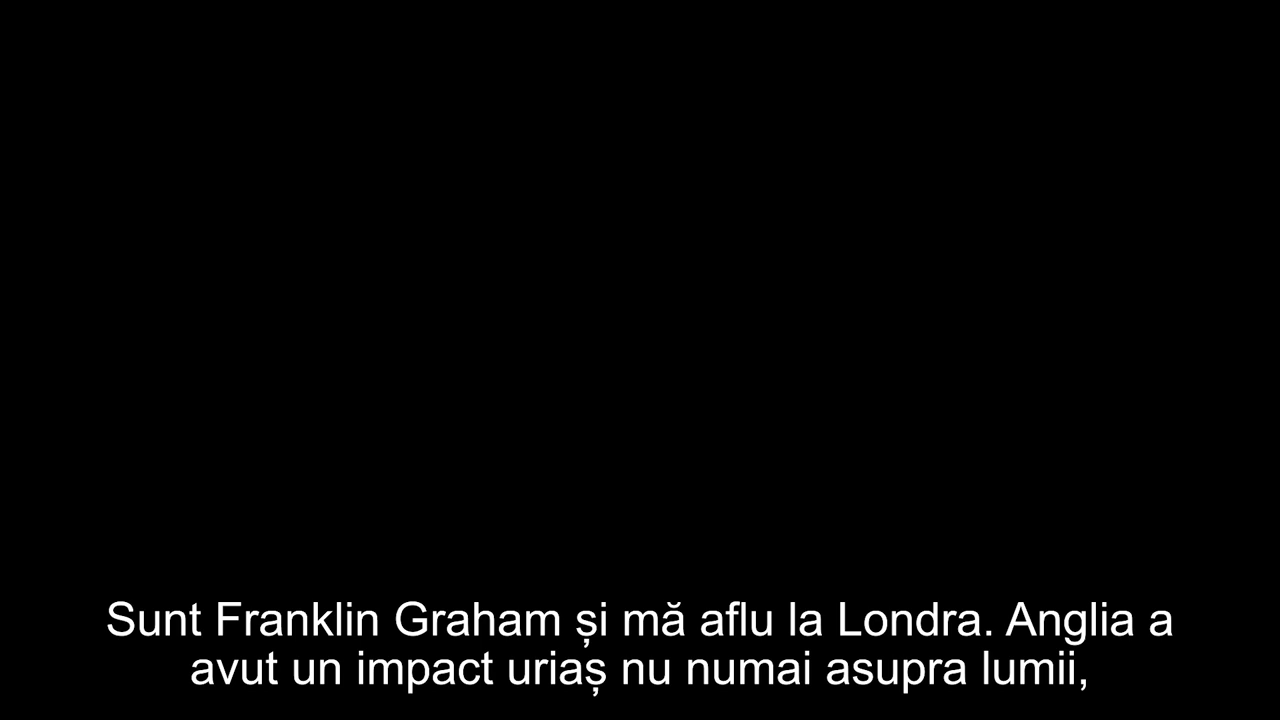 Sunt Franklin Graham și mă aflu la Londra. Anglia a
avut un impact uriaș nu numai asupra lumii,